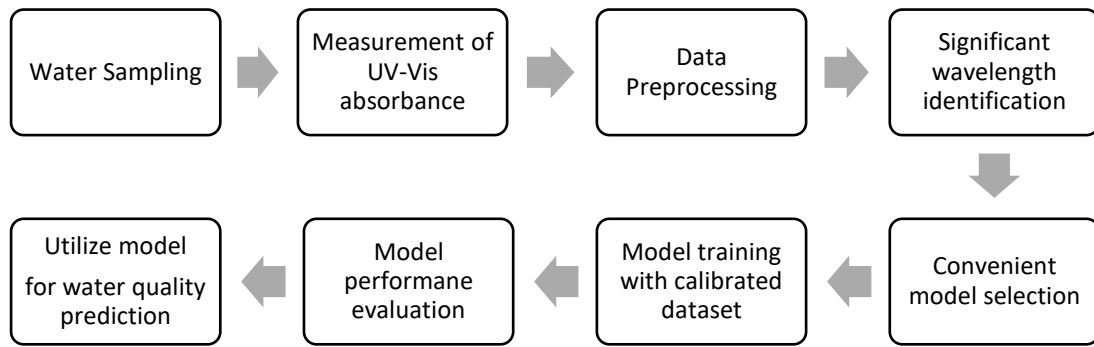 Water Sampling
Measurement of
UV-Vis
absorbance
Data
Preprocessing
Significant
wavelength
identification
Convenient
model selection
Model training
with calibrated
dataset
Model
performane
evaluation
Utilize model
for water quality
prediction